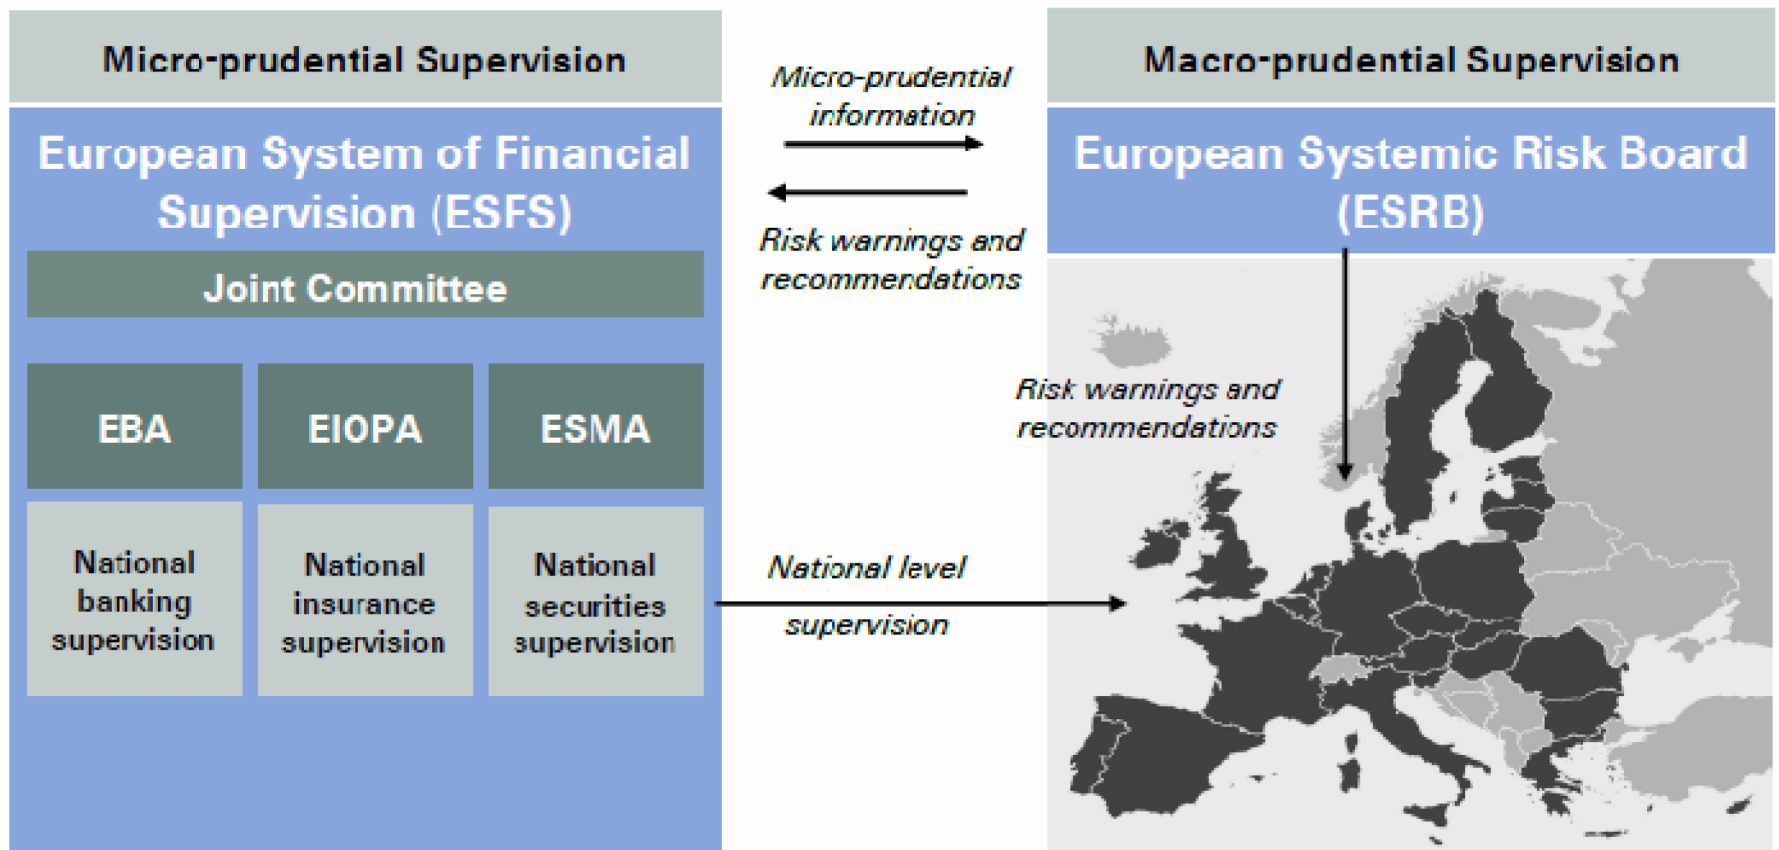 Micro-prudential Supervision
European System of Financial
Supervision (ESFS)
Joint Committee
EBA
EIOPA
ESMA
National
banking
supervision
National
insurance
supervision
National
securities
supervision
Micro-prudential
information
Risk warnings and
recommendations
National level
supervision
Macro-prudential Supervision
European Systemic Risk Board
(ESRB)
Risk warnings and
recommendations